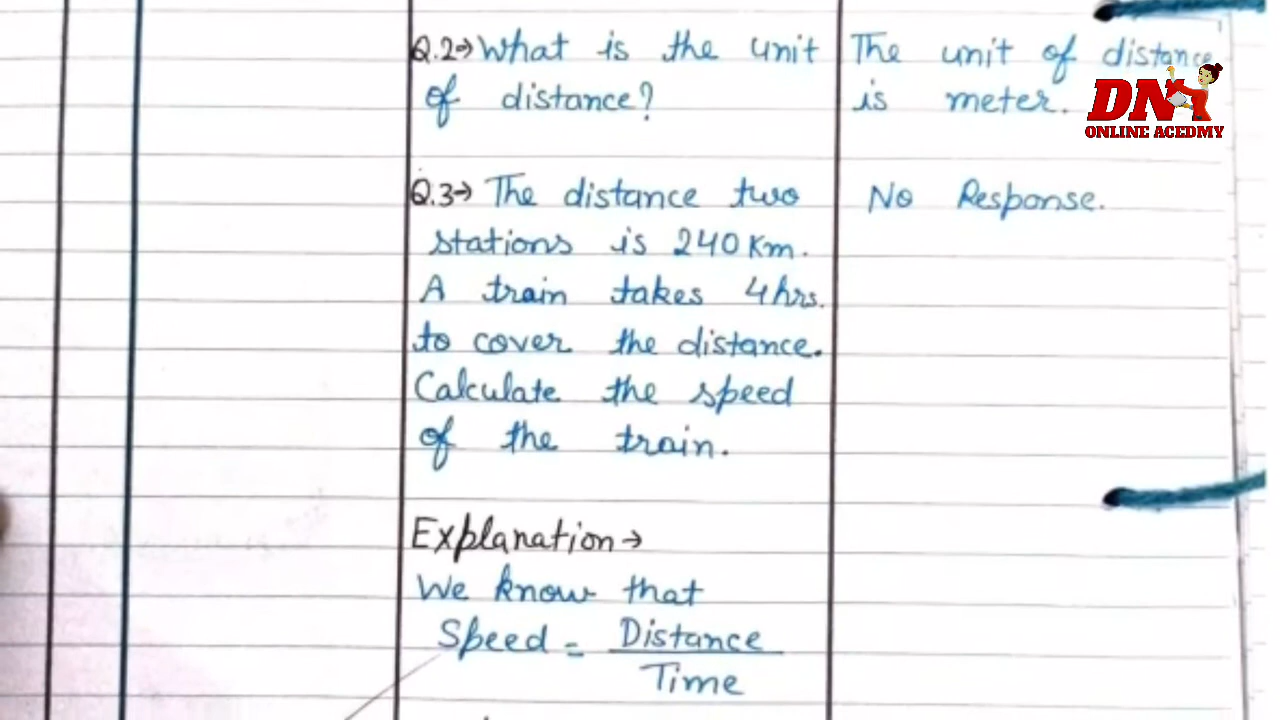 Q.2→ What is the unit
of distance?
The unit of distance
is meter.
DN
ONLINE ACEDMY
Q.3→ The distance two
stations is 240 Km.
A train takes 4hrs.
to cover the distance.
Calculate the speed
of the train.
No Response.
Explanation→
We know that
Speed = Distance
Time